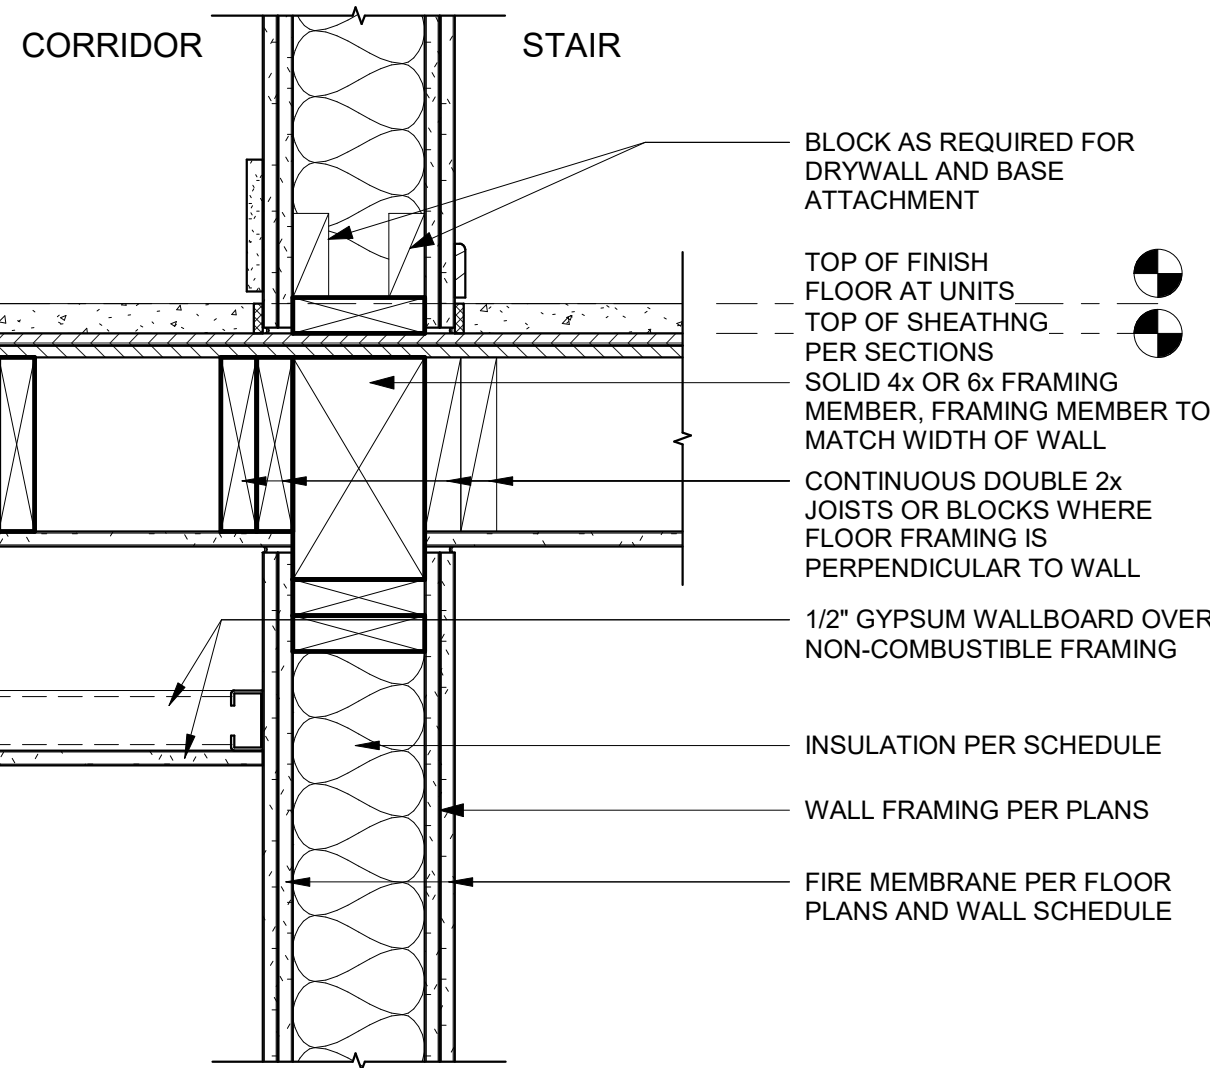 CORRIDOR
STAIR
BLOCK AS REQUIRED FOR
DRYWALL AND BASE
ATTACHMENT
TOP OF FINISH
FLOOR AT UNITS
TOP OF SHEATHNG
PER SECTIONS
SOLID 4x OR 6x FRAMING
MEMBER, FRAMING MEMBER TO
MATCH WIDTH OF WALL
CONTINUOUS DOUBLE 2x
JOISTS OR BLOCKS WHERE
FLOOR FRAMING IS
PERPENDICULAR TO WALL
1/2" GYPSUM WALLBOARD OVER
NON-COMBUSTIBLE FRAMING
INSULATION PER SCHEDULE
WALL FRAMING PER PLANS
FIRE MEMBRANE PER FLOOR
PLANS AND WALL SCHEDULE